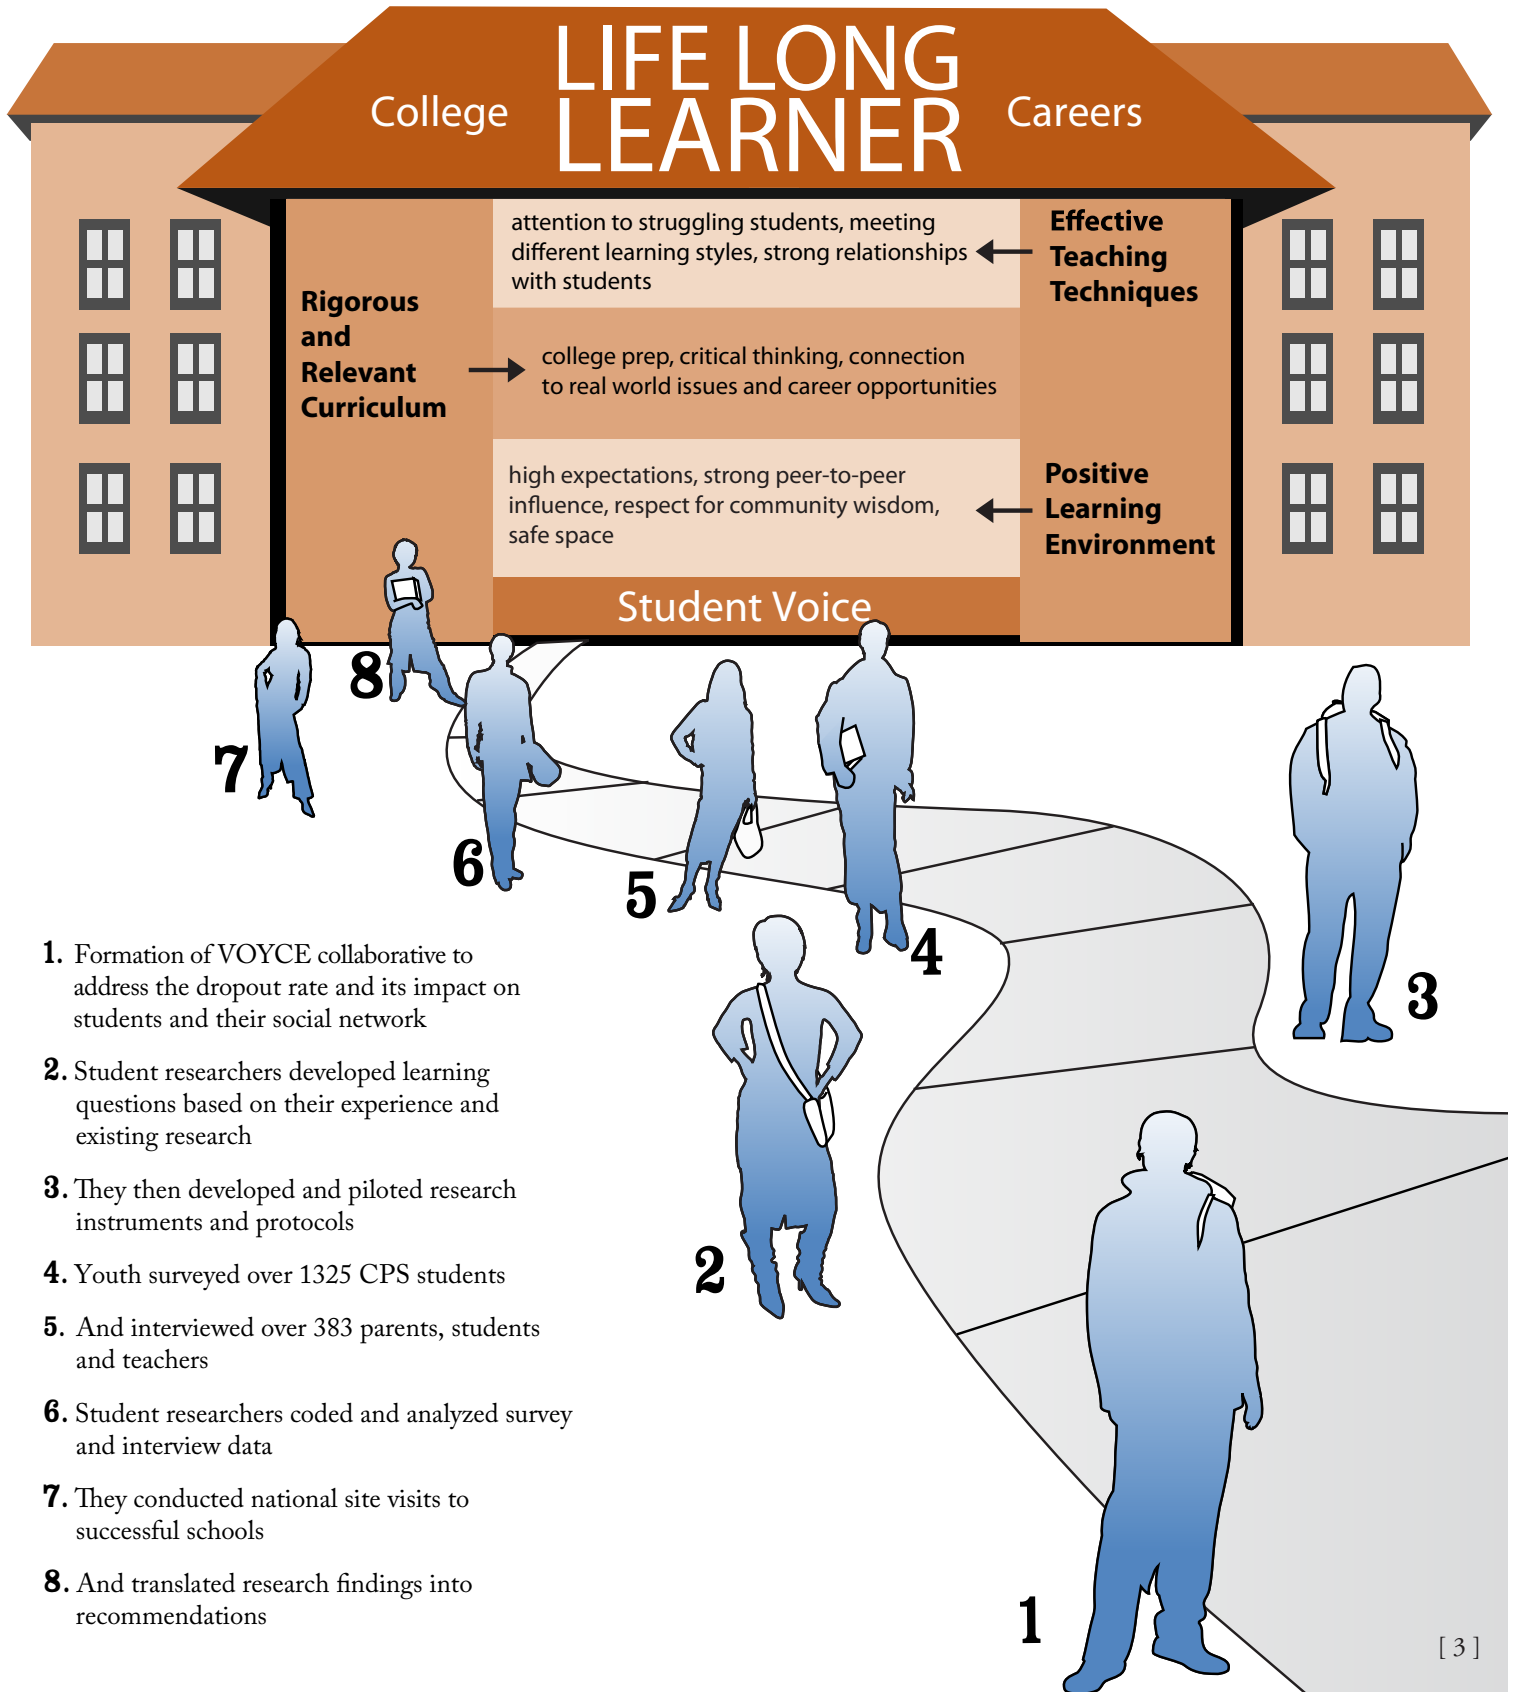 LIFE LONG
LEARNER
College
Careers
attention to struggling students, meeting
different learning styles, strong relationships
with students
Effective
Teaching
Techniques
Rigorous
and
Relevant
Curriculum
college prep, critical thinking, connection
to real world issues and career opportunities
high expectations, strong peer-to-peer
influence, respect for community wisdom,
safe space
Positive
Learning
Environment
Student Voice
8
7
6
5
4
3
2
1
1. Formation of VOYCE collaborative to
address the dropout rate and its impact on
students and their social network
2. Student researchers developed learning
questions based on their experience and
existing research
3. They then developed and piloted research
instruments and protocols
4. Youth surveyed over 1325 CPS students
5. And interviewed over 383 parents, students
and teachers
6. Student researchers coded and analyzed survey
and interview data
7. They conducted national site visits to
successful schools
8. And translated research findings into
recommendations
[ 3 ]